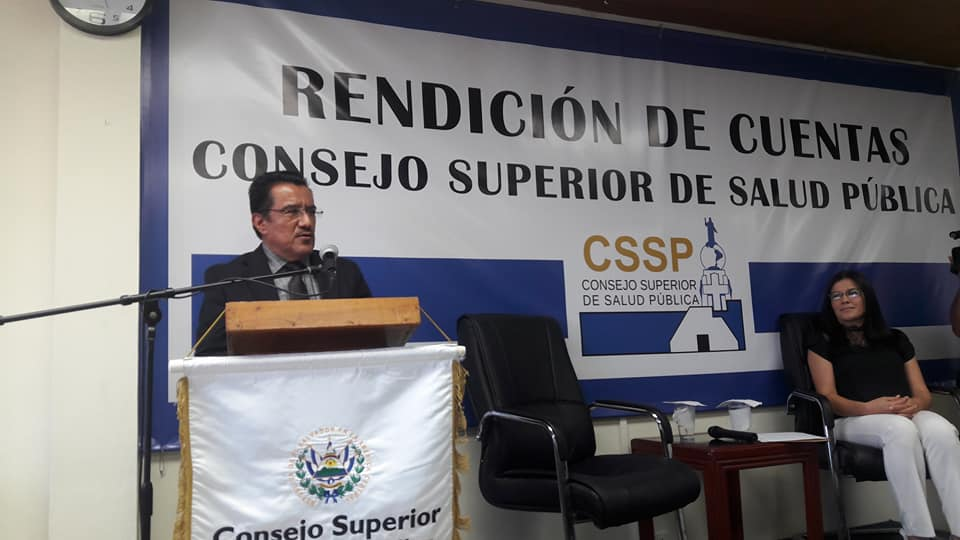 RENDICIÓN DE CUENTAS
CONSEJO SUPERIOR DE SALUD PÚBLICA
CSSP
CONSEJO SUPERIOR
DE SALUD PÚBLICA
Consejo Superior